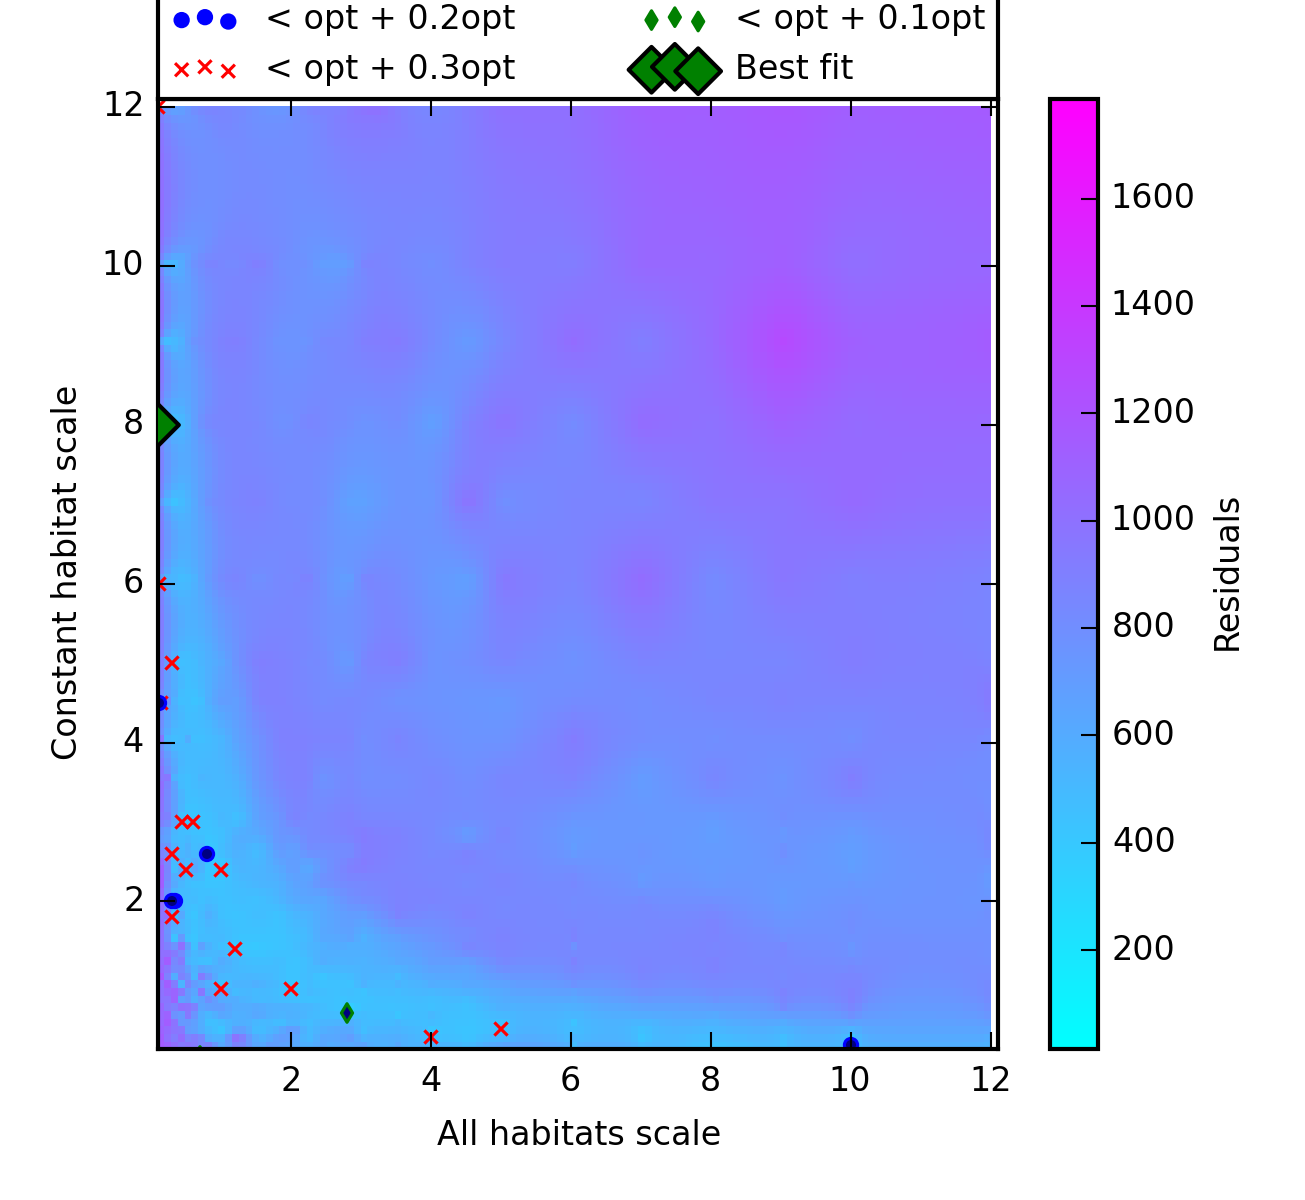 < opt + 0.2opt
< opt + 0.1opt
< opt + 0.3opt
Best fit
12
10
8
6
4
2
Constant habitat scale
2 4 6 8 10 12
All habitats scale
1600
1400
1200
1000
800
600
400
200
Residuals